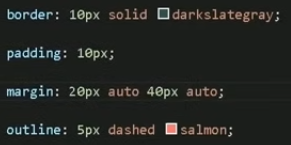 border: 10px solid darkslategray;
padding: 10px;
margin: 20px auto 40px auto;
outline: 5px dashed salmon;